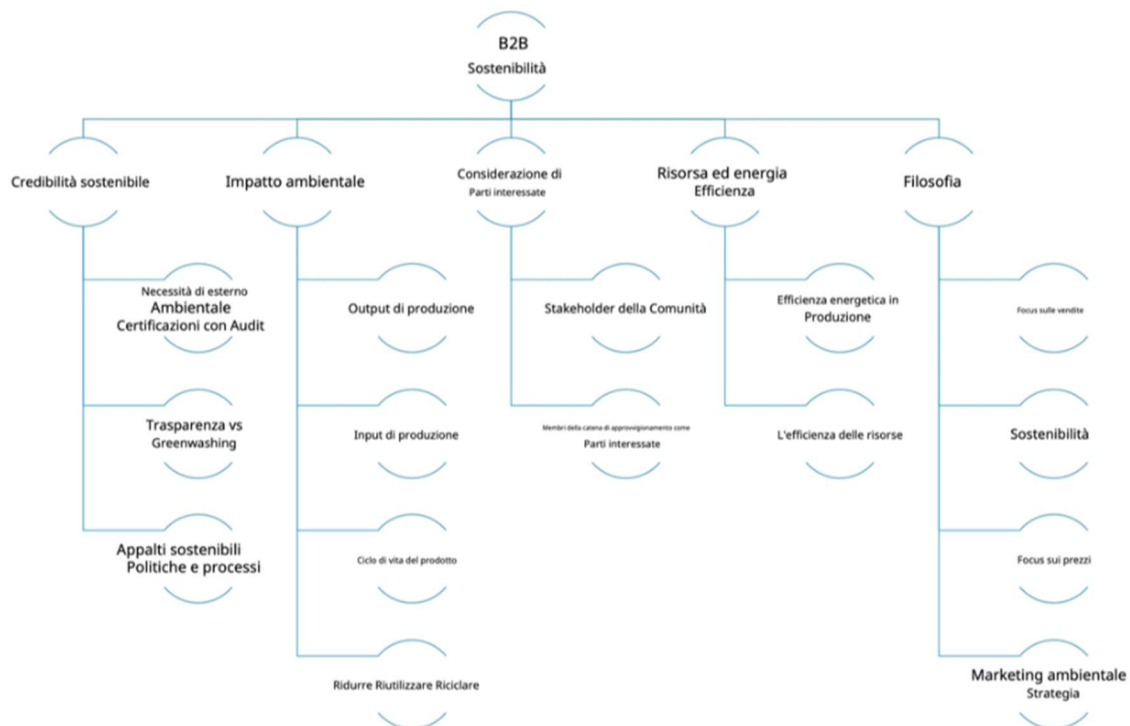 B2B
Sostenibilità
Credibilità sostenibile
Impatto ambientale
Considerazione di
Parti interessate
Risorsa ed energia
Efficienza
Filosofia
Necessità di esterno
Ambientale
Certificazioni con Audit
Trasparenza vs
Greenwashing
Appalti sostenibili
Politiche e processi
Output di produzione
Input di produzione
Ciclo di vita del prodotto
Ridurre Riutilizzare Riciclare
Stakeholder della Comunità
Membri della catena di approvvigionamento come
Parti interessate
Efficienza energetica in
Produzione
L'efficienza delle risorse
Focus sulle vendite
Sostenibilità
Focus sui prezzi
Marketing ambientale
Strategia